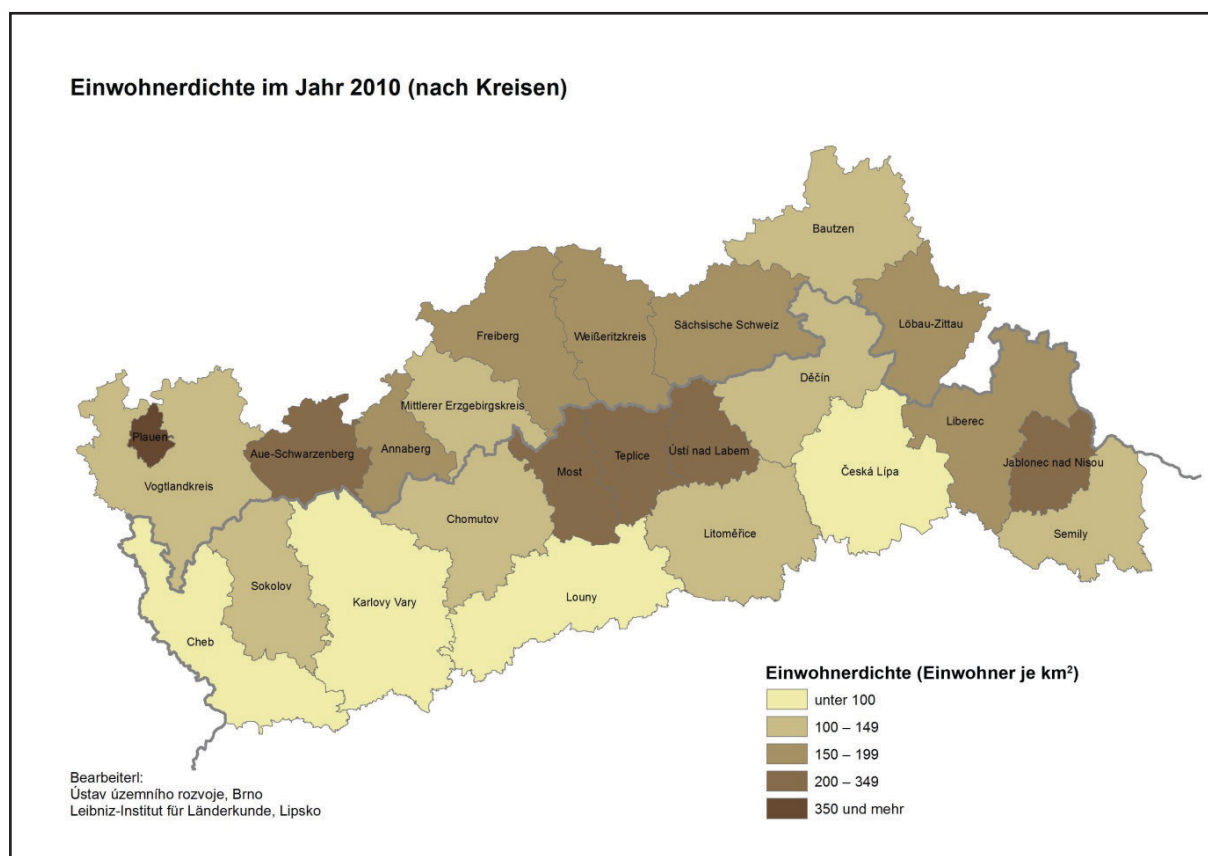 Einwohnerdichte im Jahr 2010 (nach Kreisen)
Bautzen
Freiberg
Weißeritzkreis
Sächsische Schweiz
Löbau-Zittau
Mittlerer Erzgebirgskreis
Děčín
Plauen
Aue-Schwarzenberg
Annaberg
Liberec
Most
Teplice
Ústí nad Labem
Česká Lípa
Jablonec nad Nisou
Vogtlandkreis
Chomutov
Litoměřice
Semily
Sokolov
Karlovy Vary
Louny
Cheb
Einwohnerdichte (Einwohner je km²)
unter 100
100 – 149
150 – 199
200 – 349
350 und mehr
Bearbeiterl:
Ústav územního rozvoje, Brno
Leibniz-Institut für Länderkunde, Lipsko